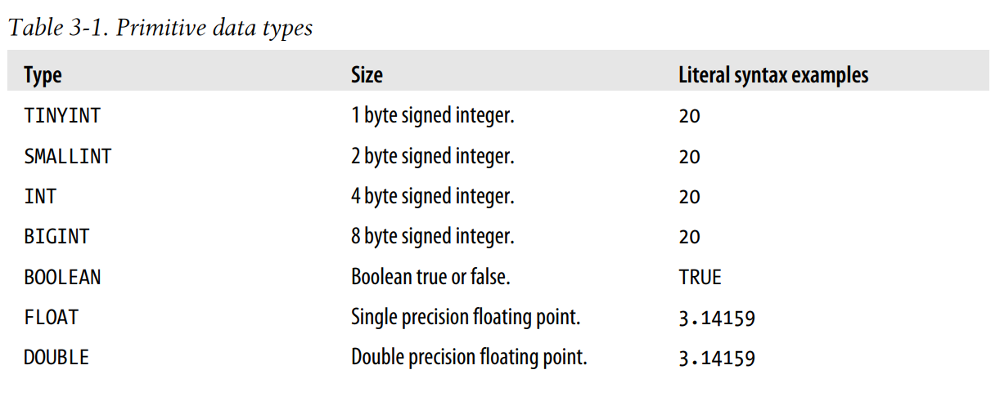 Table 3-1. Primitive data types
Type Size Literal syntax examples
TINYINT 1 byte signed integer. 20
SMALLINT 2 byte signed integer. 20
INT 4 byte signed integer. 20
BIGINT 8 byte signed integer. 20
BOOLEAN Boolean true or false. TRUE
FLOAT Single precision floating point. 3.14159
DOUBLE Double precision floating point. 3.14159